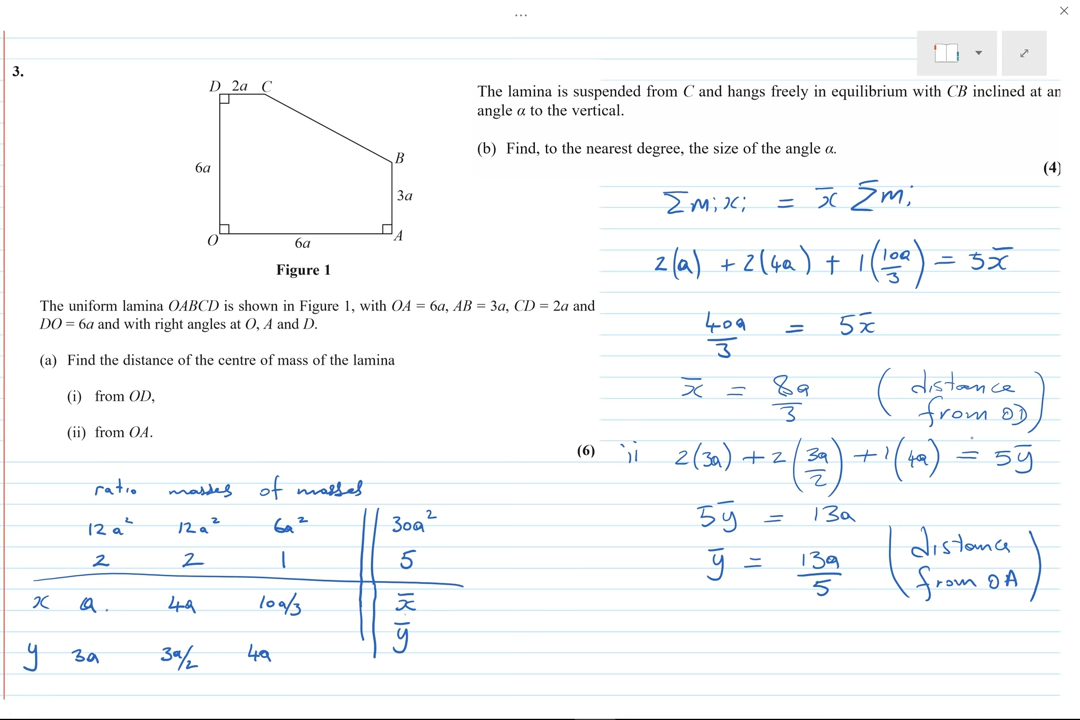 ...
3.
D 2a C
6a
B
3a
O
6a
A
Figure 1
The uniform lamina OABCD is shown in Figure 1, with OA = 6a, AB = 3a, CD = 2a and
DO = 6a and with right angles at O, A and D.
(a) Find the distance of the centre of mass of the lamina
(i) from OD,
(ii) from OA.
(6)
ratio masses of masses
12a² 12a² 6a² 30a²
2 2 1 5
x a. 4a 10a/3 x̄
y 3a 3a/2 4a ȳ
The lamina is suspended from C and hangs freely in equilibrium with CB inclined at an
angle α to the vertical.
(b) Find, to the nearest degree, the size of the angle α.
(4)
Σmᵢxᵢ = x̄ Σmᵢ
2(a) + 2(4a) + 1(10a/3) = 5x̄
40a/3 = 5x̄
x̄ = 8a/3 (distance
from OD)
ii 2(3a) + 2(3a/2) + 1(4a) = 5ȳ
5ȳ = 13a
ȳ = 13a/5 (distance
from OA)